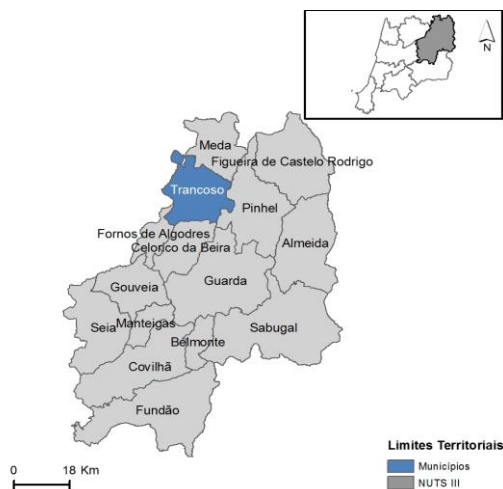 N
Meda
Figueira de Castelo Rodrigo
Trancoso
Pinhel
Fornos de Algodres
Celorico da Beira
Almeida
Gouveia
Guarda
Seia
Manteigas
Belmonte
Sabugal
Covilhã
Fundão
Limites Territoriais
Municípios
NUTS III
0 18 Km